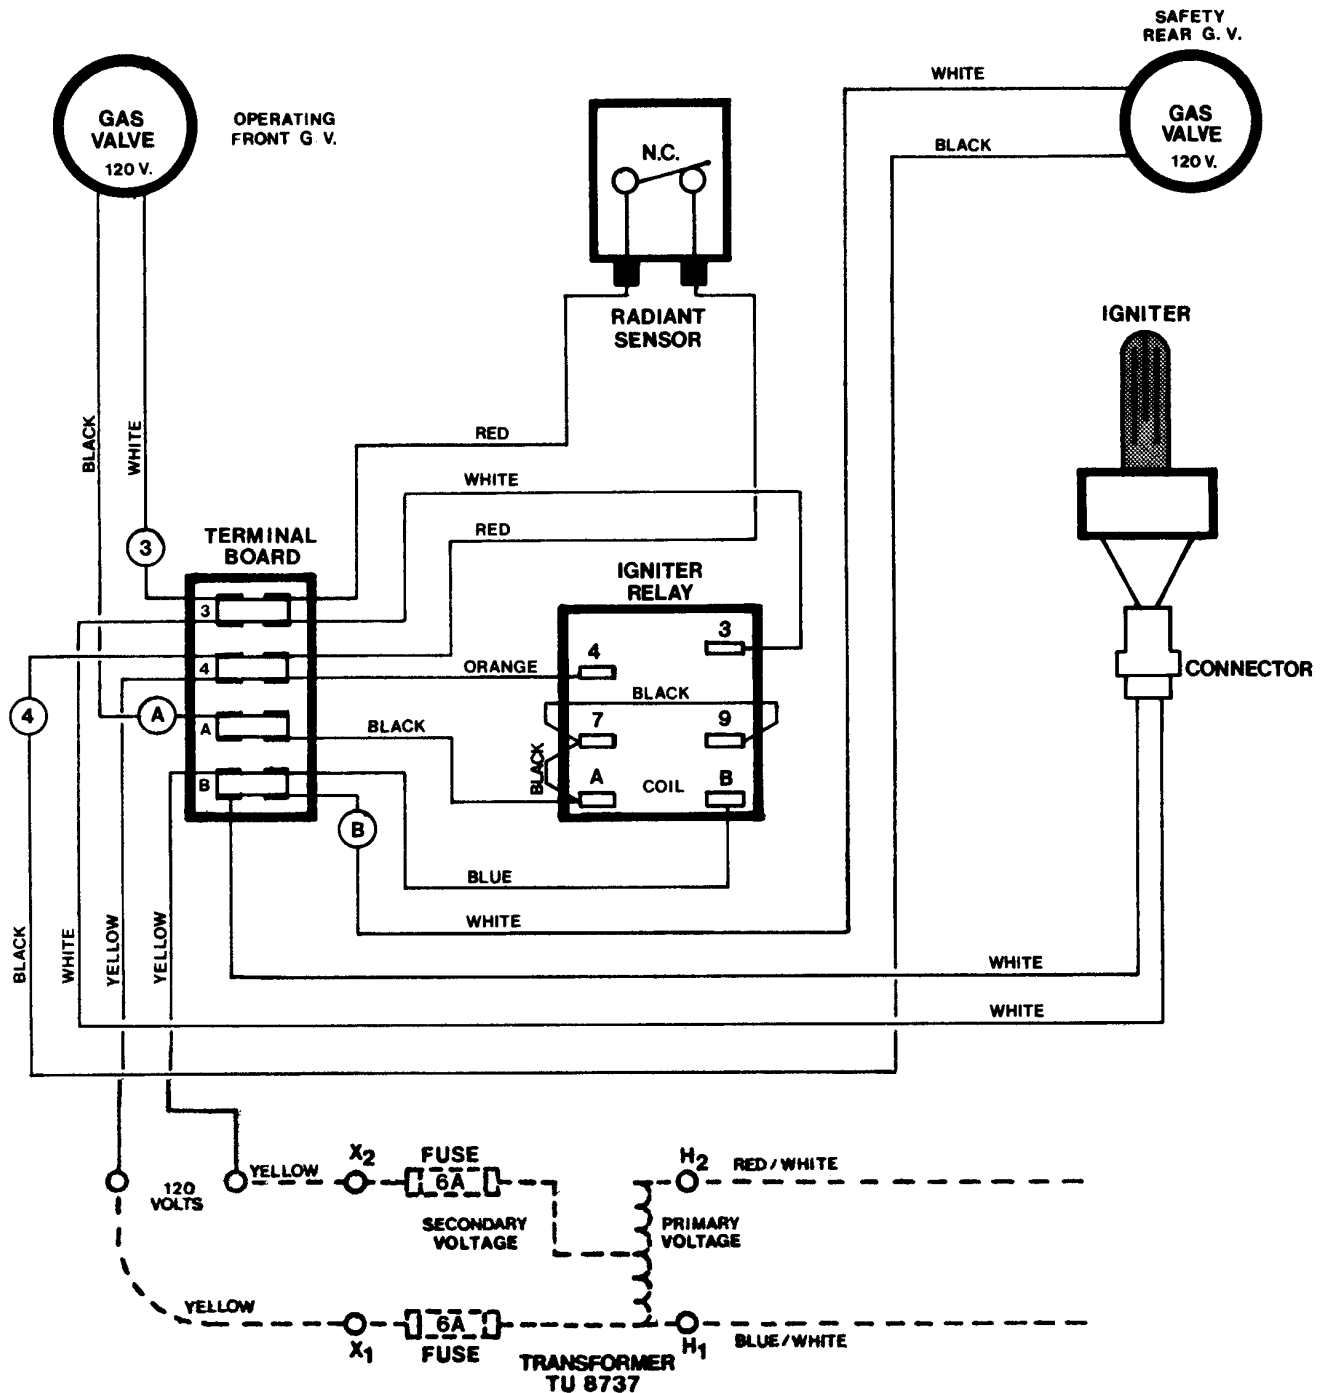 SAFETY
REAR G. V.
WHITE
GAS
VALVE
120 V.
OPERATING
FRONT G V.
N.C.
GAS
VALVE
120 V.
BLACK
RADIANT
SENSOR
IGNITER
BLACK
WHITE
RED
WHITE
RED
3
TERMINAL
BOARD
IGNITER
RELAY
3
4
A
B
3
4
ORANGE
BLACK
7
9
BLACK
A
COIL
B
CONNECTOR
4
A
BLACK
B
BLUE
WHITE
BLACK
WHITE
YELLOW
YELLOW
WHITE
WHITE
120
VOLTS
YELLOW
X2
FUSE
6A
H2
RED/WHITE
SECONDARY
VOLTAGE
PRIMARY
VOLTAGE
YELLOW
X1
6A
FUSE
H1
BLUE/WHITE
TRANSFORMER
TU 8737